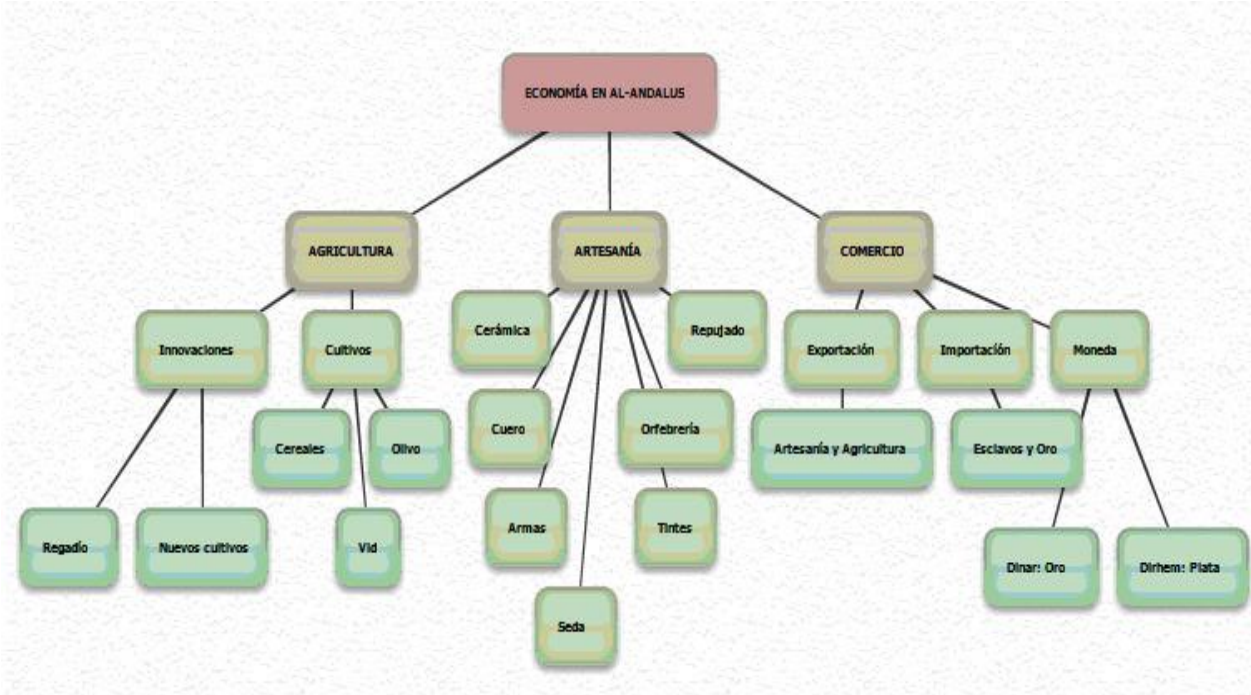 ECONOMÍA EN AL-ANDALUS
AGRICULTURA
ARTESANÍA
COMERCIO
Cerámica
Repujado
Innovaciones
Cultivos
Exportación
Importación
Moneda
Cuero
Orfebrería
Cereales
Olivo
Artesanía y Agricultura
Esclavos y Oro
Armas
Tintes
Regadío
Nuevos cultivos
Vid
Dinar: Oro
Dirhem: Plata
Seda